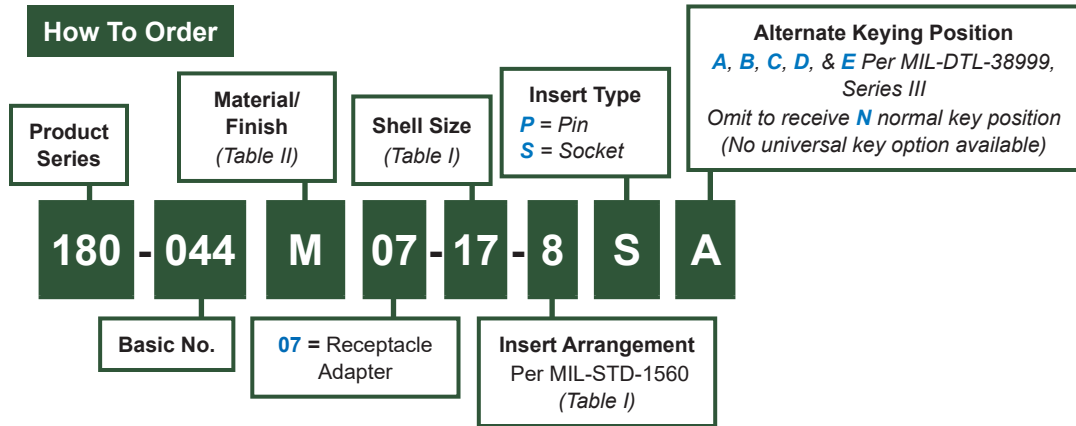 How To Order
Product
Series
Material/
Finish
(Table II)
Shell Size
(Table I)
Insert Type
P = Pin
S = Socket
Alternate Keying Position
A, B, C, D, & E Per MIL-DTL-38999,
Series III
Omit to receive N normal key position
(No universal key option available)
180 - 044 M 07 - 17 - 8 S A
Basic No.
07 = Receptacle
Adapter
Insert Arrangement
Per MIL-STD-1560
(Table I)